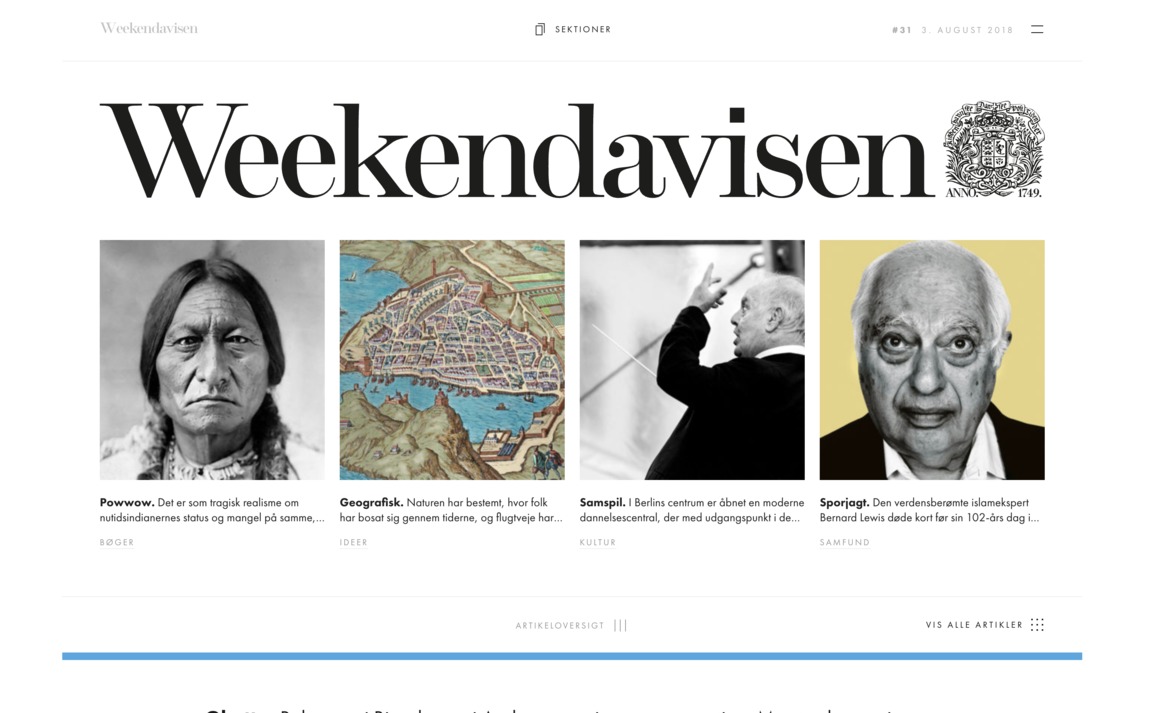 Weekendavisen
SEKTIONER
#31 3. AUGUST 2018
Weekendavisen
ANNO. 1749.
Powwow. Det er som tragisk realisme om
nutidsindianernes status og mangel på samme,...
BØGER
Geografisk. Naturen har bestemt, hvor folk
har bosat sig gennem tiderne, og flugtveje har...
IDEER
Samspil. I Berlins centrum er åbnet en moderne
dannelsescentral, der med udgangspunkt i de...
KULTUR
Sporjagt. Den verdensberømte islamekspert
Bernard Lewis døde kort før sin 102-års dag i...
SAMFUND
ARTIKELOVERSIGT
VIS ALLE ARTIKLER